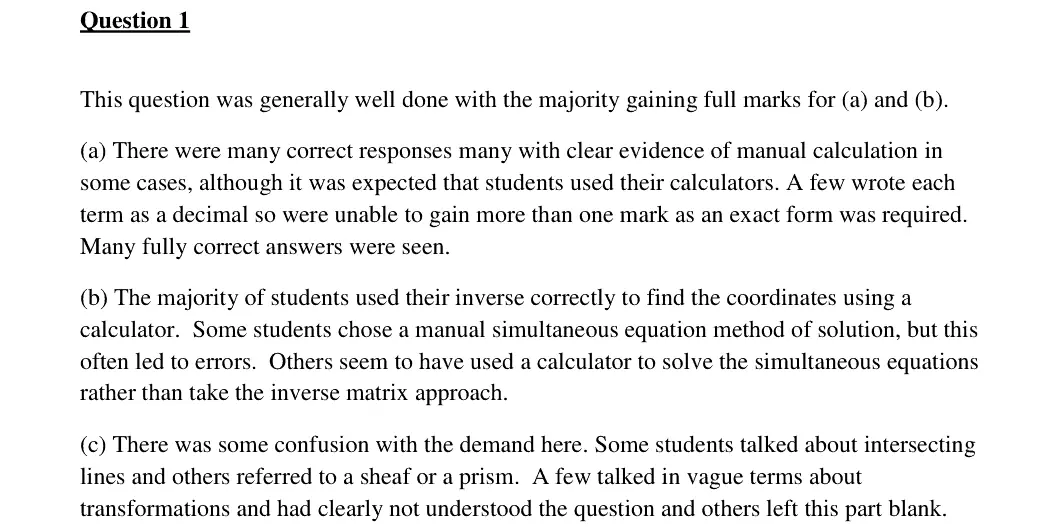 Question 1
This question was generally well done with the majority gaining full marks for (a) and (b).
(a) There were many correct responses many with clear evidence of manual calculation in
some cases, although it was expected that students used their calculators. A few wrote each
term as a decimal so were unable to gain more than one mark as an exact form was required.
Many fully correct answers were seen.
(b) The majority of students used their inverse correctly to find the coordinates using a
calculator.  Some students chose a manual simultaneous equation method of solution, but this
often led to errors.  Others seem to have used a calculator to solve the simultaneous equations
rather than take the inverse matrix approach.
(c) There was some confusion with the demand here. Some students talked about intersecting
lines and others referred to a sheaf or a prism.  A few talked in vague terms about
transformations and had clearly not understood the question and others left this part blank.